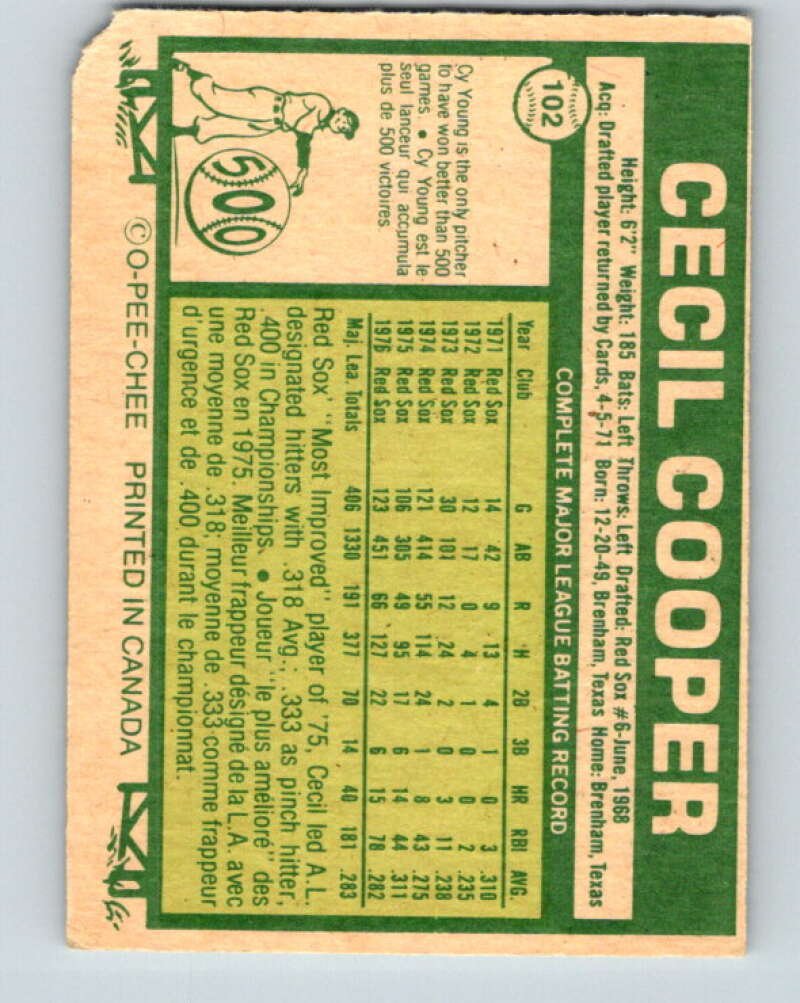 102
CECIL COOPER
Height: 6'2" Weight: 185 Bats: Left Throws: Left Drafted: Red Sox #6-June, 1968
Acq: Drafted player returned by Cards, 4-5-71 Born: 12-20-49, Brenham, Texas Home: Brenham, Texas
COMPLETE MAJOR LEAGUE BATTING RECORD
Year Club G AB R H 2B 3B HR RBI AVG.
1971 Red Sox 14 42 9 13 4 1 0 3 .310
1972 Red Sox 12 17 0 4 1 0 0 2 .235
1973 Red Sox 30 101 12 24 2 0 3 11 .238
1974 Red Sox 121 414 55 114 24 1 8 43 .275
1975 Red Sox 106 305 49 95 17 6 14 44 .311
1976 Red Sox 123 451 66 127 22 6 15 78 .282
Maj. Lea. Totals 406 1330 191 377 70 14 40 181 .283
Red Sox' "Most Improved" player of '75, Cecil led A.L.
designated hitters with .318 Avg.; .333 as pinch hitter,
.400 in Championships. • Joueur "le plus amélioré" des
Red Sox en 1975. Meilleur frappeur désigné de la L.A. avec
une moyenne de .318; moyenne de .333 comme frappeur
d'urgence et de .400 durant le championnat.
Cy Young is the only pitcher
to have won better than 500
games. • Cy Young est le
seul lanceur qui accumula
plus de 500 victoires
500
© O-PEE-CHEE PRINTED IN CANADA